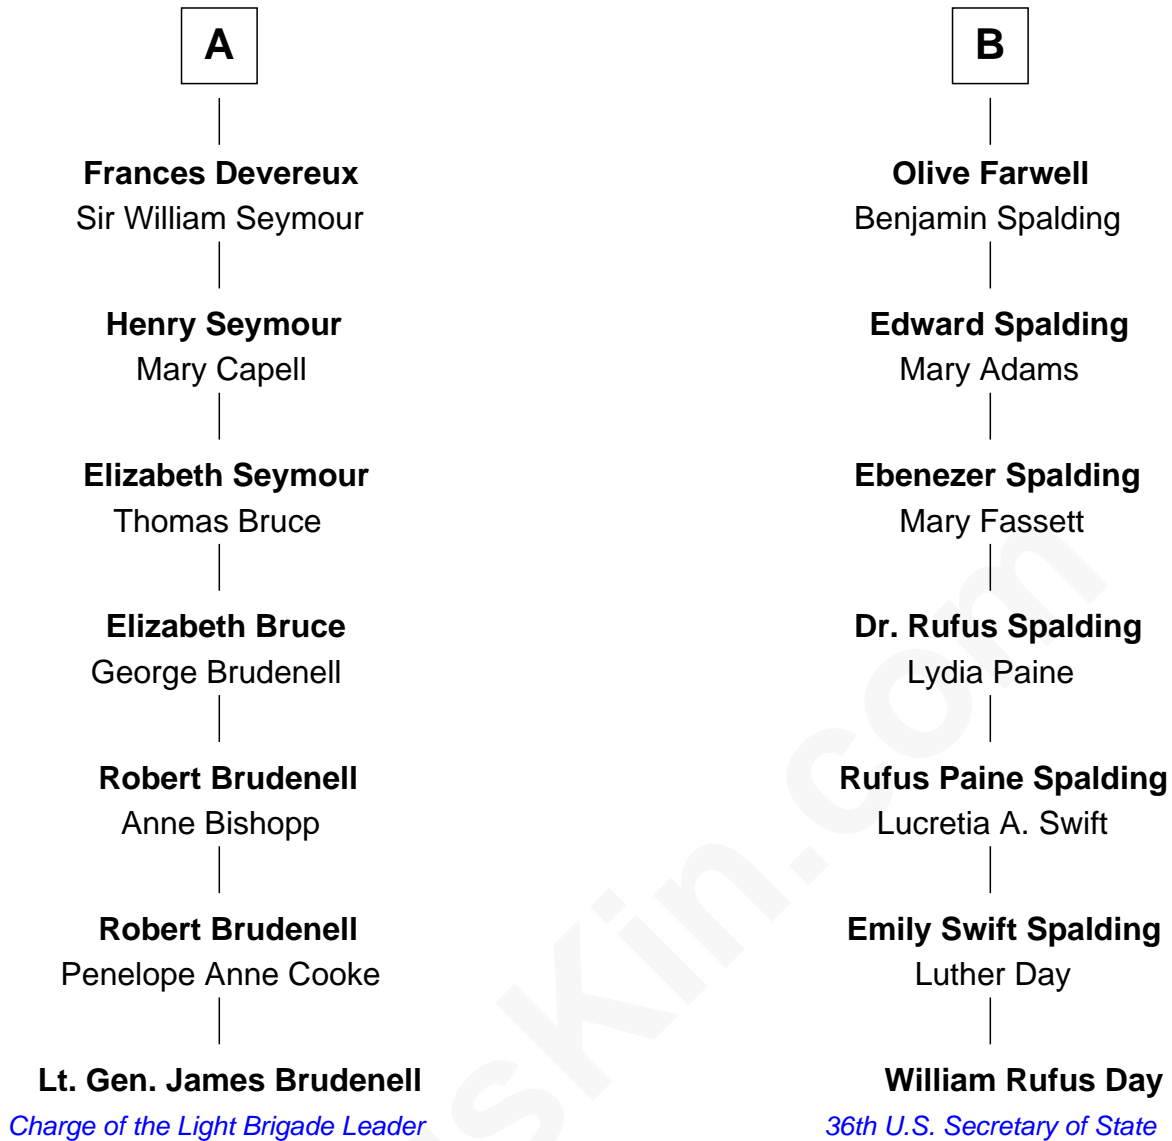 A
Frances Devereux
Sir William Seymour
Henry Seymour
Mary Capell
Elizabeth Seymour
Thomas Bruce
Elizabeth Bruce
George Brudenell
Robert Brudenell
Anne Bishopp
Robert Brudenell
Penelope Anne Cooke
Lt. Gen. James Brudenell
Charge of the Light Brigade Leader
B
Olive Farwell
Benjamin Spalding
Edward Spalding
Mary Adams
Ebenezer Spalding
Mary Fassett
Dr. Rufus Spalding
Lydia Paine
Rufus Paine Spalding
Lucretia A. Swift
Emily Swift Spalding
Luther Day
William Rufus Day
36th U.S. Secretary of State
sKin.com